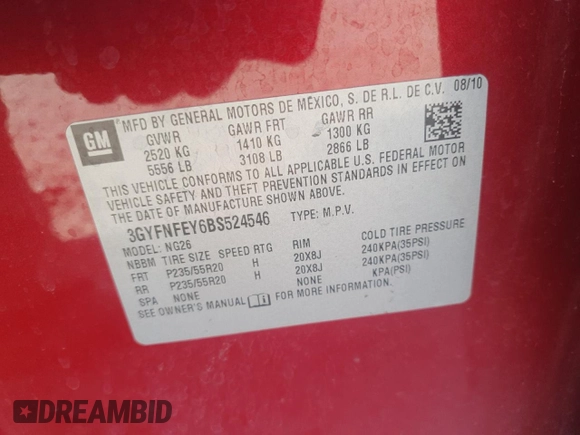 GM
MFD BY GENERAL MOTORS DE MEXICO, S. DE R.L. DE C.V. 08/10
GVWR GAWR FRT GAWR RR
2520 KG 1410 KG 1300 KG
5556 LB 3108 LB 2866 LB
THIS VEHICLE CONFORMS TO ALL APPLICABLE U.S. FEDERAL MOTOR
VEHICLE SAFETY AND THEFT PREVENTION STANDARDS IN EFFECT ON
THE DATE OF MANUFACTURE SHOWN ABOVE.
3GYFNFEY6BS524546 TYPE: M.P.V.
MODEL: NG26
NBBM TIRE SIZE SPEED RTG RIM COLD TIRE PRESSURE
FRT P235/55R20 H 20X8J 240KPA(35PSI)
RR P235/55R20 H 20X8J 240KPA(35PSI)
SPA NONE NONE KPA(PSI)
SEE OWNER'S MANUAL FOR MORE INFORMATION.
DREAMBID